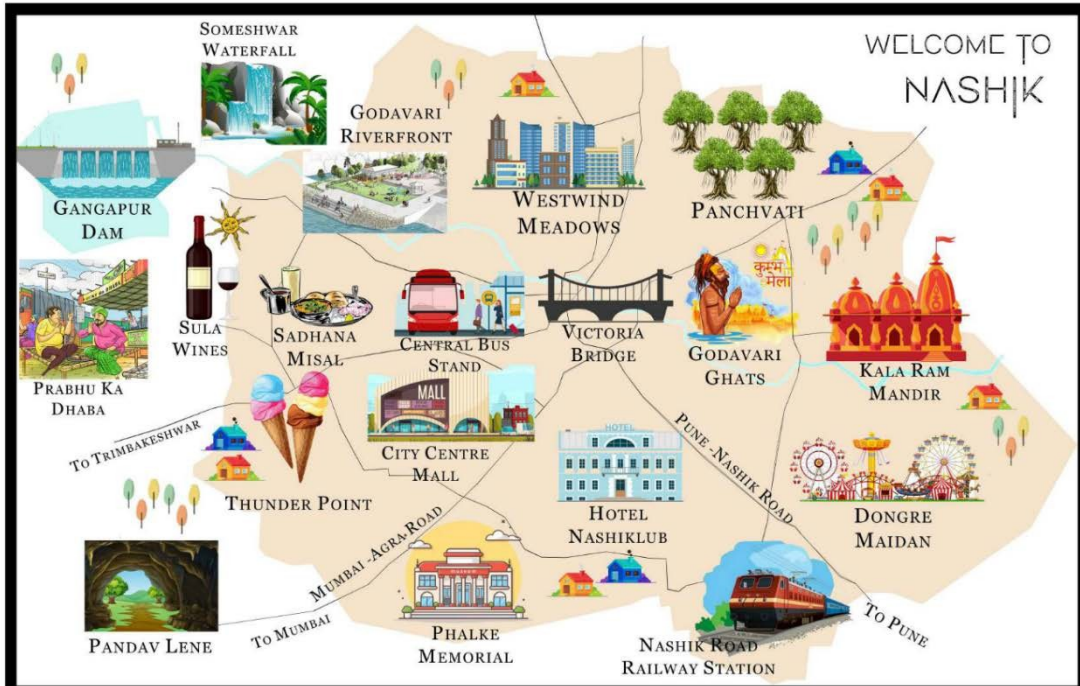 WELCOME TO
NASHIK
SOMESHWAR
WATERFALL
GODAVARI
RIVERFRONT
GANGAPUR
DAM
WESTWIND
MEADOWS
PANCHVATI
PRABHU KA
DHABA
SULA
WINES
SADHANA
MISAL
CENTRAL BUS
STAND
VICTORIA
BRIDGE
कुम्भ
मेला
GODAVARI
GHATS
KALA RAM
MANDIR
TO TRIMBAKESHWAR
THUNDER POINT
MALL
CITY CENTRE
MALL
HOTEL
HOTEL
NASHIKLUB
PUNE -NASHIK ROAD
DONGRE
MAIDAN
PANDAV LENE
MUMBAI -AGRA-ROAD
TO MUMBAI
MUSEUM
PHALKE
MEMORIAL
NASHIK ROAD
RAILWAY STATION
TO PUNE